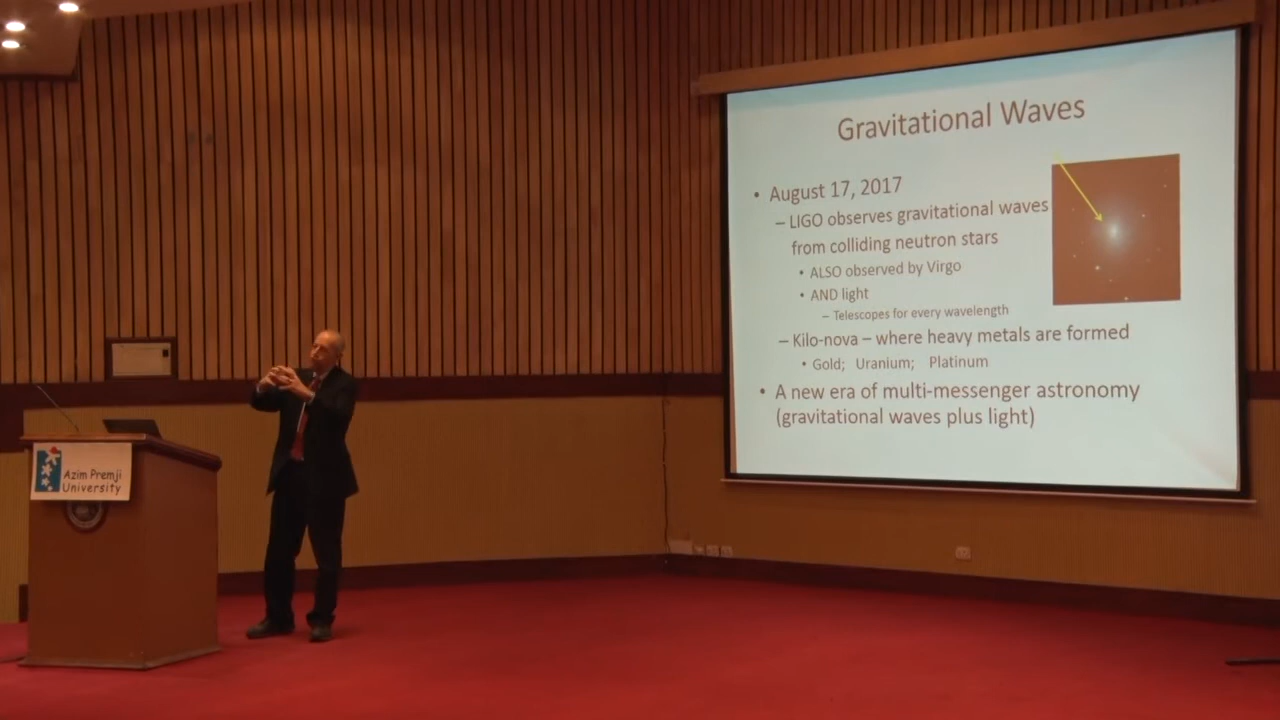 Gravitational Waves
• August 17, 2017
– LIGO observes gravitational waves
from colliding neutron stars
• ALSO observed by Virgo
• AND light
– Telescopes for every wavelength
– Kilo-nova – where heavy metals are formed
• Gold; Uranium; Platinum
• A new era of multi-messenger astronomy
(gravitational waves plus light)
Azim Premji
University